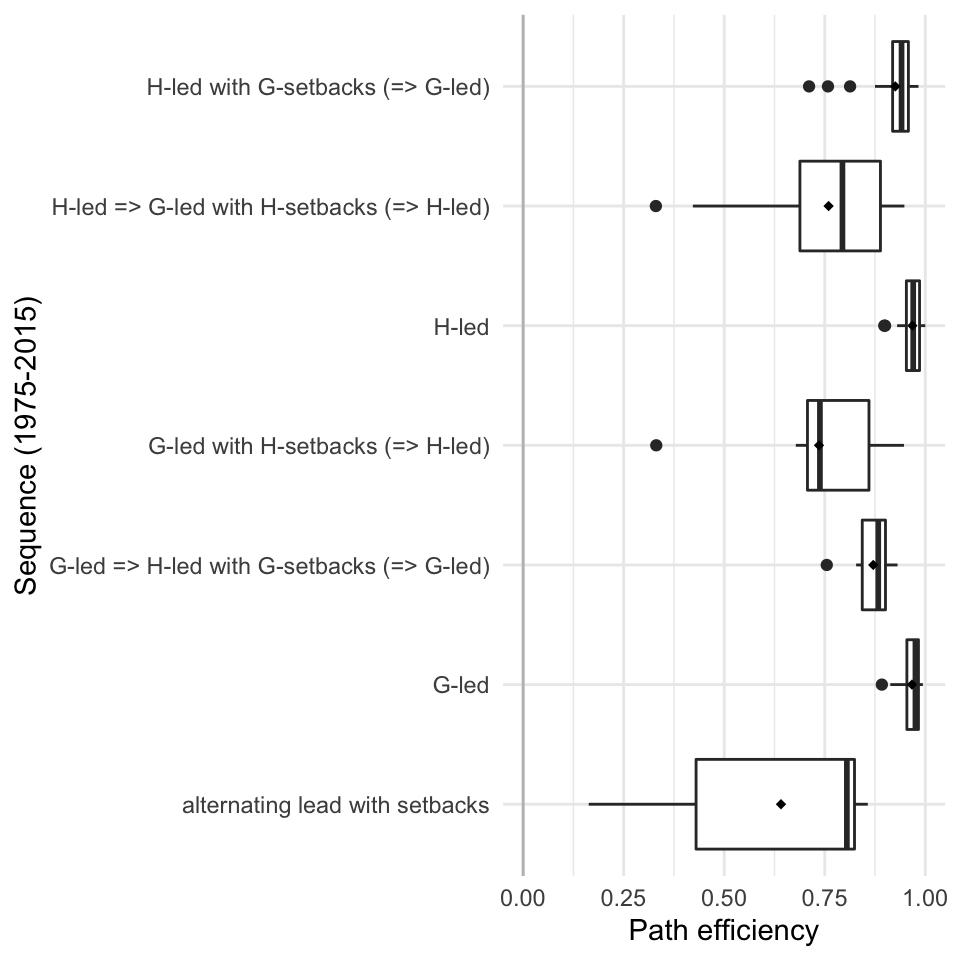 H-led with G-setbacks (=> G-led)
H-led => G-led with H-setbacks (=> H-led)
H-led
G-led with H-setbacks (=> H-led)
G-led => H-led with G-setbacks (=> G-led)
G-led
alternating lead with setbacks
Sequence (1975-2015)
0.00 0.25 0.50 0.75 1.00
Path efficiency